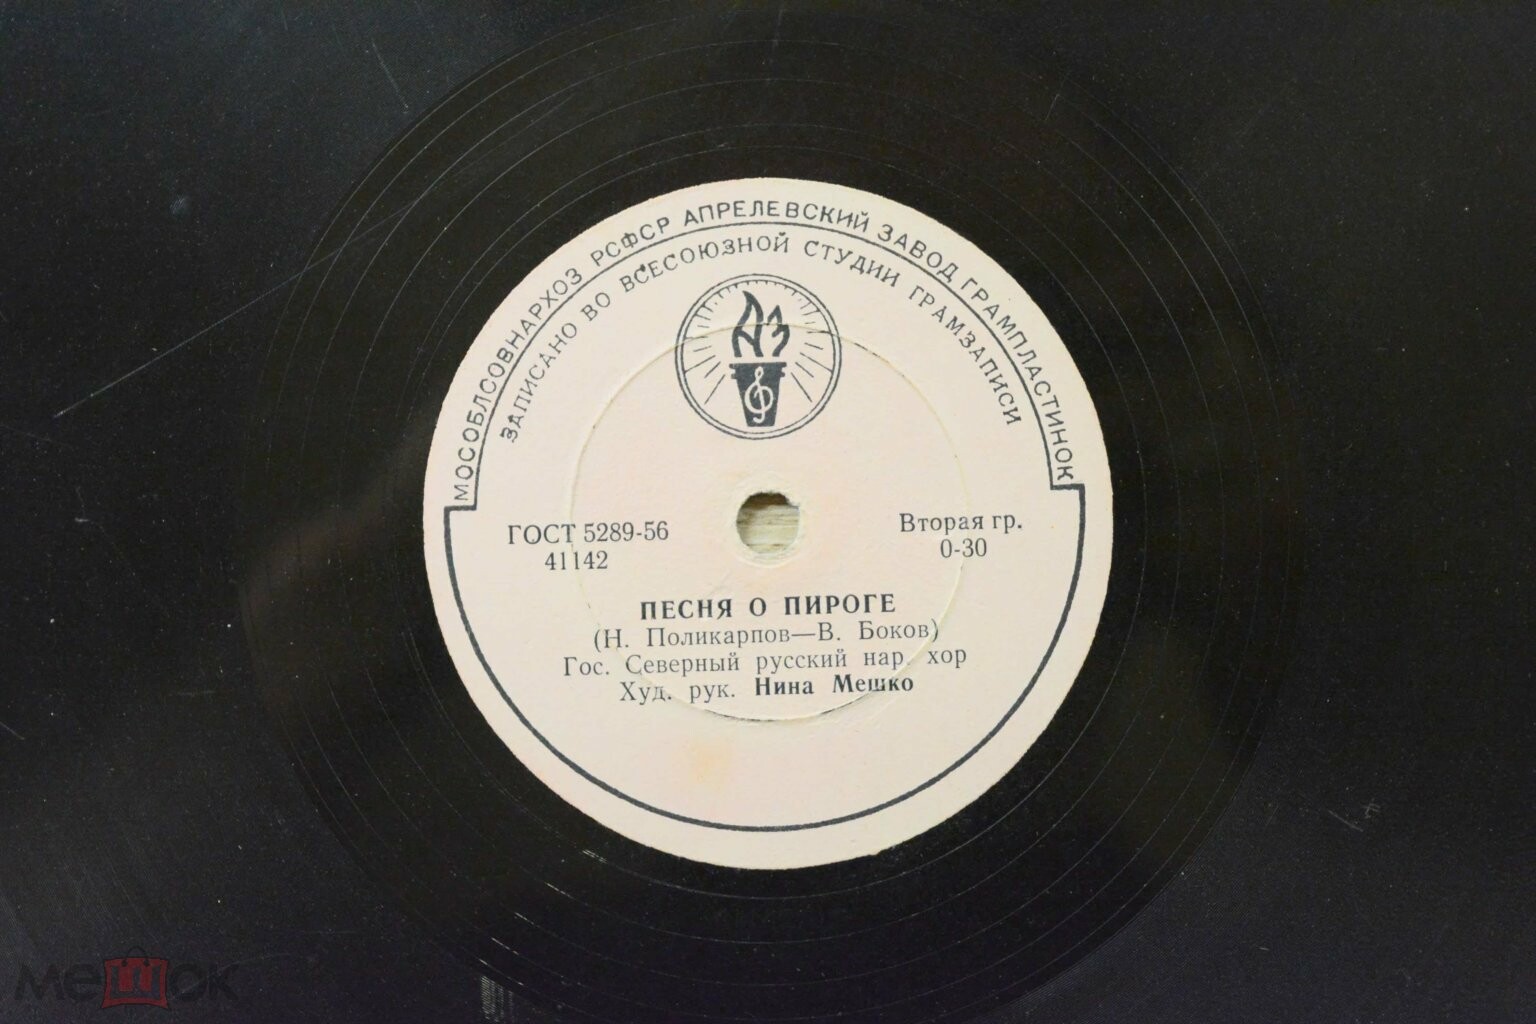 МОСОБЛСОВНАРХОЗ РСФСР АПРЕЛЕВСКИЙ ЗАВОД ГРАМПЛАСТИНОК
ЗАПИСАНО ВО ВСЕСОЮЗНОЙ СТУДИИ ГРАМЗАПИСИ
АЗ
ГОСТ 5289-56
41142
Вторая гр.
0-30
ПЕСНЯ О ПИРОГЕ
(Н. Поликарпов—В. Боков)
Гос. Северный русский нар. хор
Худ. рук. Нина Мешко
мешок